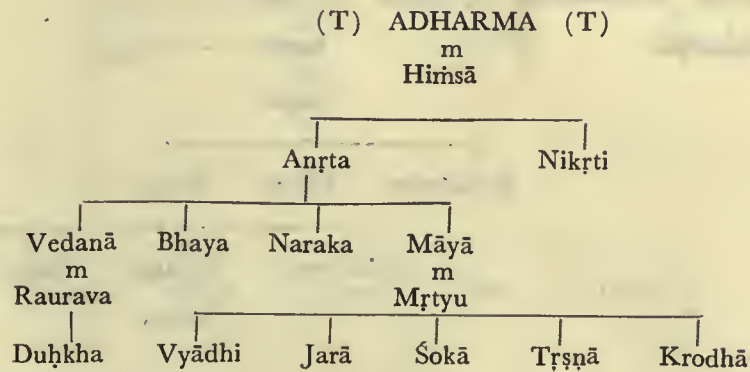 (T) ADHARMA (T)
m
Hiṁsā
Anṛta Nikṛti
Vedanā Bhaya Naraka Māyā
m m
Raurava Mṛtyu
Duḥkha Vyādhi Jarā Śokā Tṛṣṇā Krodhā